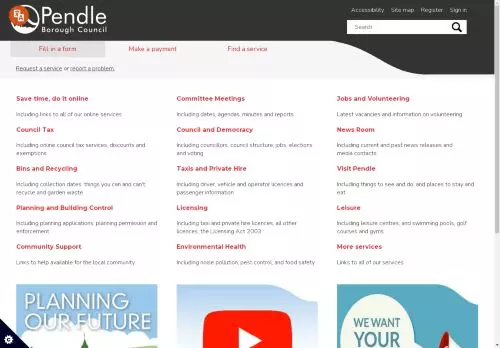 Pendle
Borough Council
Accessibility Site map Register Sign in
Search
Fill in a form Make a payment Find a service
Request a service or report a problem.
Save time, do it online
Including links to all of our online services
Committee Meetings
Including dates, agendas, minutes and reports
Jobs and Volunteering
Latest vacancies and information on volunteering
Council Tax
Including online council tax services, discounts and
exemptions
Council and Democracy
Including councillors, council structure, jobs, elections
and voting
News Room
Including current and past news releases and
media contacts
Bins and Recycling
Including collection dates, things you can and can't
recycle and garden waste
Taxis and Private Hire
Including driver, vehicle and operator licences and
passenger information
Visit Pendle
Including things to see and do, and places to stay and
eat
Planning and Building Control
Including planning applications, planning permission and
enforcement
Licensing
Including taxi and private hire licences, all other
licences, the Licensing Act 2003
Leisure
Including leisure centres, and swimming pools, golf
courses and gyms
Community Support
Links to help available for the local community
Environmental Health
Including noise pollution, pest control, and food safety
More services
Links to all of our services
PLANNING
OUR FUTURE
WE WANT
YOUR